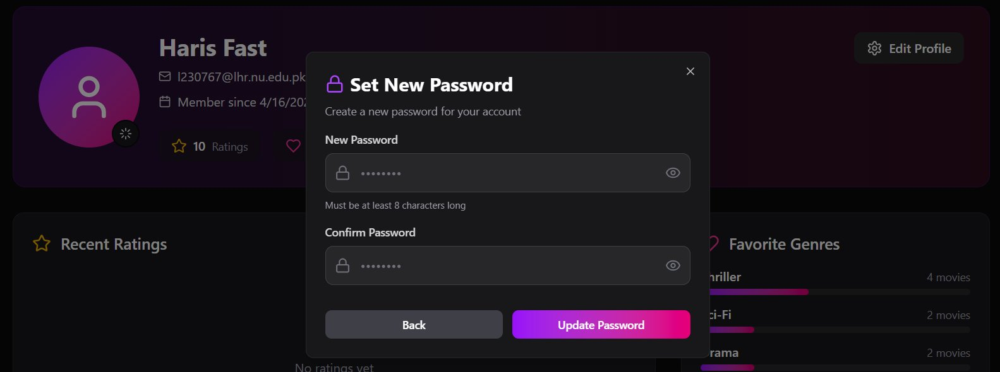 Haris Fast
Edit Profile
l230767@lhr.nu.edu.pk
Member since 4/16/202
10 Ratings
Set New Password
Create a new password for your account
New Password
••••••••
Must be at least 8 characters long
Confirm Password
••••••••
Back
Update Password
Recent Ratings
No ratings yet
Favorite Genres
hriller
4 movies
ci-Fi
2 movies
rama
2 movies